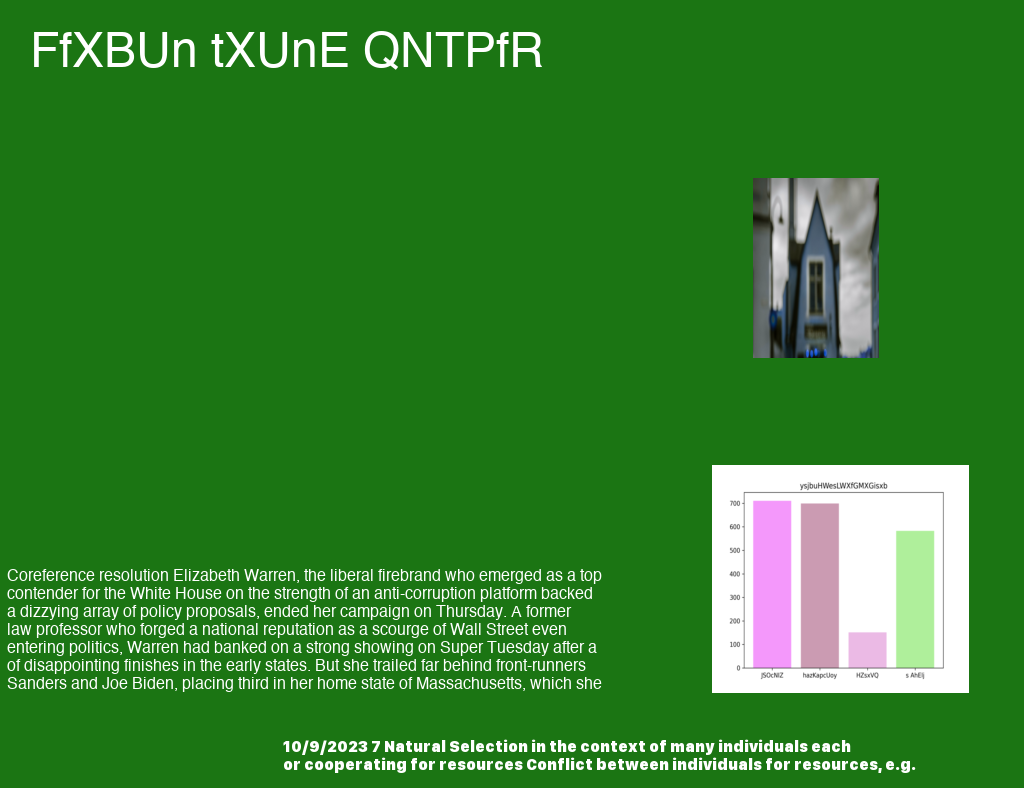 FfXBUn tXUnE QNTPfR
ysjbuHWesLWXfGMXGisxb
700
600
500
400
300
200
100
0
JSOcNIZ hazKapcUoy HZsxVQ s AhEIj
Coreference resolution Elizabeth Warren, the liberal firebrand who emerged as a top
contender for the White House on the strength of an anti-corruption platform backed
a dizzying array of policy proposals, ended her campaign on Thursday. A former
law professor who forged a national reputation as a scourge of Wall Street even
entering politics, Warren had banked on a strong showing on Super Tuesday after a
of disappointing finishes in the early states. But she trailed far behind front-runners
Sanders and Joe Biden, placing third in her home state of Massachusetts, which she
10/9/2023 7 Natural Selection in the context of many individuals each
or cooperating for resources Conflict between individuals for resources, e.g.